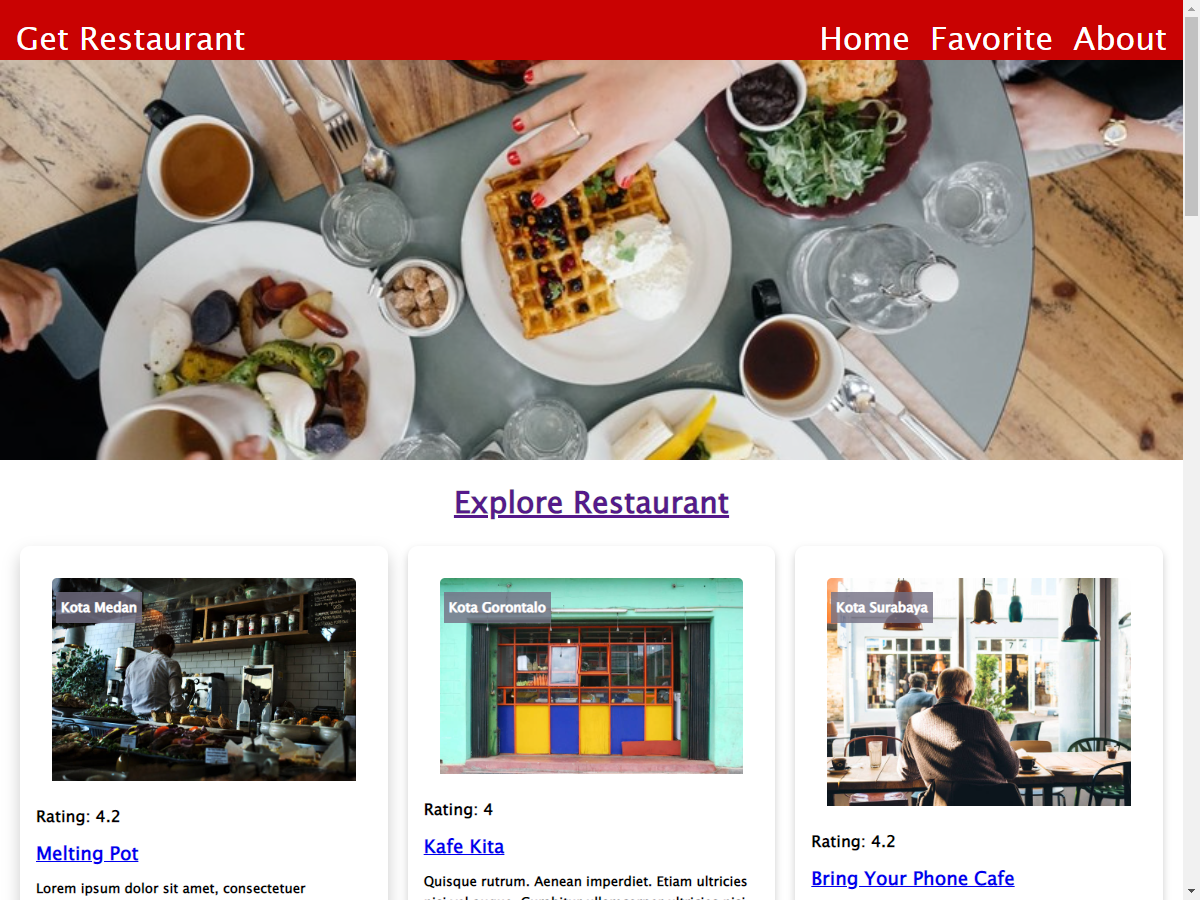 Get Restaurant
Home Favorite About
Explore Restaurant
Kota Medan
Rating: 4.2
Melting Pot
Lorem ipsum dolor sit amet, consectetuer
Kota Gorontalo
Rating: 4
Kafe Kita
Quisque rutrum. Aenean imperdiet. Etiam ultricies
Kota Surabaya
Rating: 4.2
Bring Your Phone Cafe